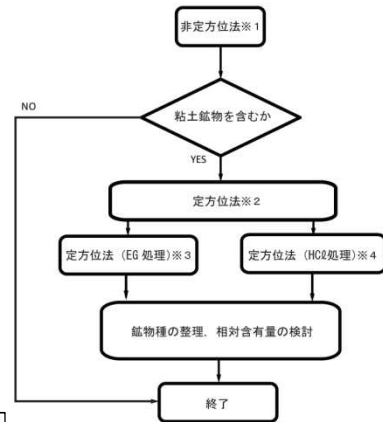 非定方位法※1
NO
粘土鉱物を含むか
YES
定方位法※2
定方位法（EG 処理）※3
定方位法（HCℓ処理）※4
鉱物種の整理，相対含有量の検討
終了